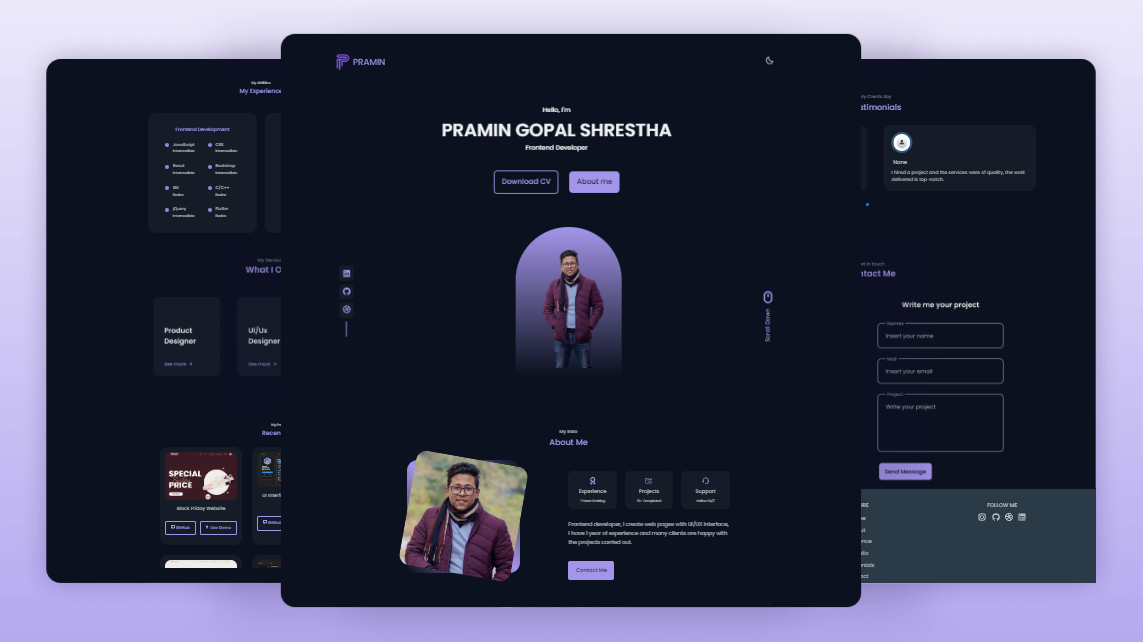 My Experience
Frontend Development
JavaScript
Intermediate
CSS
Intermediate
React
Intermediate
Bootstrap
Intermediate
Git
Basic
C/C++
Basic
jQuery
Intermediate
Flutter
Basic
My Servic
What I O
Product
Designer
See more
Ui/Ux
Designer
See more
Recen
SPECIAL
PRICE
Black Friday Website
GitHub
Live Demo
UI Interf
GitHub
PRAMIN
Hello, I'm
PRAMIN GOPAL SHRESTHA
Frontend Developer
Download CV
About me
Scroll Down
My Intro
About Me
Experience
1 Years Working
Projects
10+ Completed
Support
Online 24/7
Frontend developer, I create web pages with UI/UX interface,
I have 1 year of experience and many clients are happy with
the projects carried out.
Contact Me
My Clients Say
stimonials
None
I hired a project and the services were of quality, the work
delivered is top-notch.
et in touch
ntact Me
Write me your project
Names
Insert your name
Mail
Insert your email
Project
Write your project
Send Message
FOLLOW ME
ut
ence
nials
act